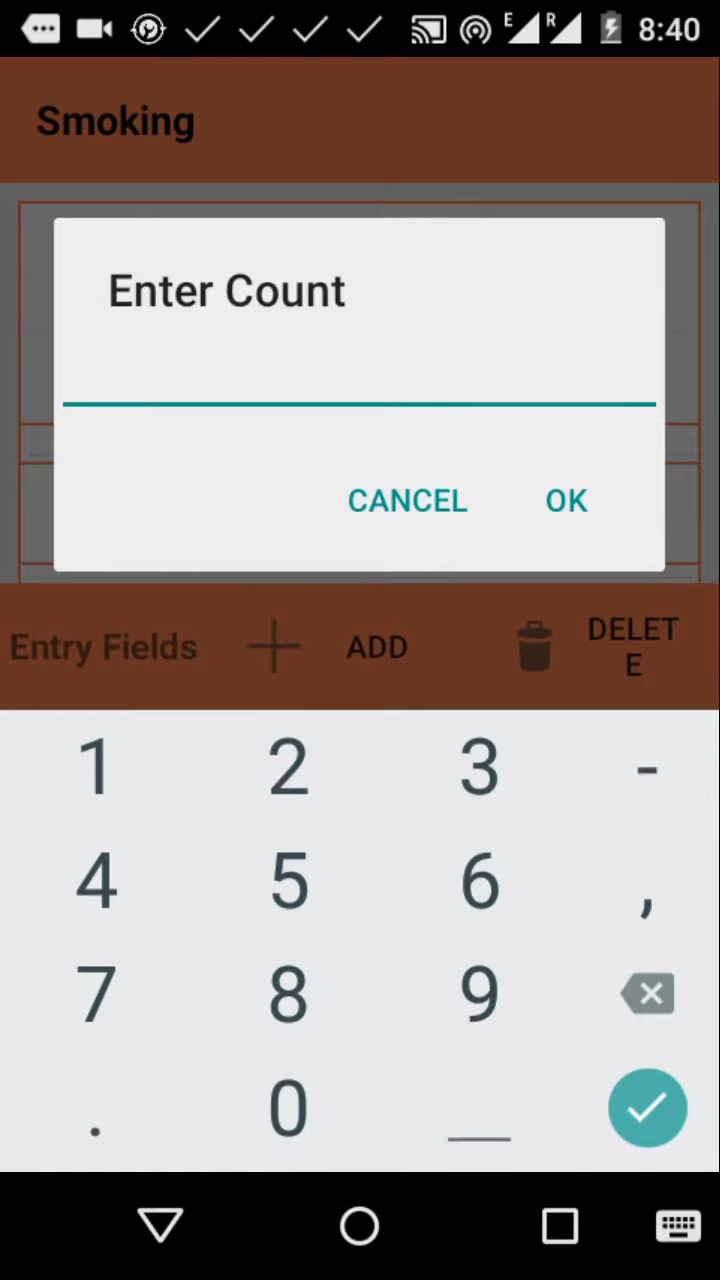 E R 8:40
Smoking
Enter Count
CANCEL OK
Entry Fields ADD DELET
E
1 2 3 -
4 5 6 ,
7 8 9
. 0 _